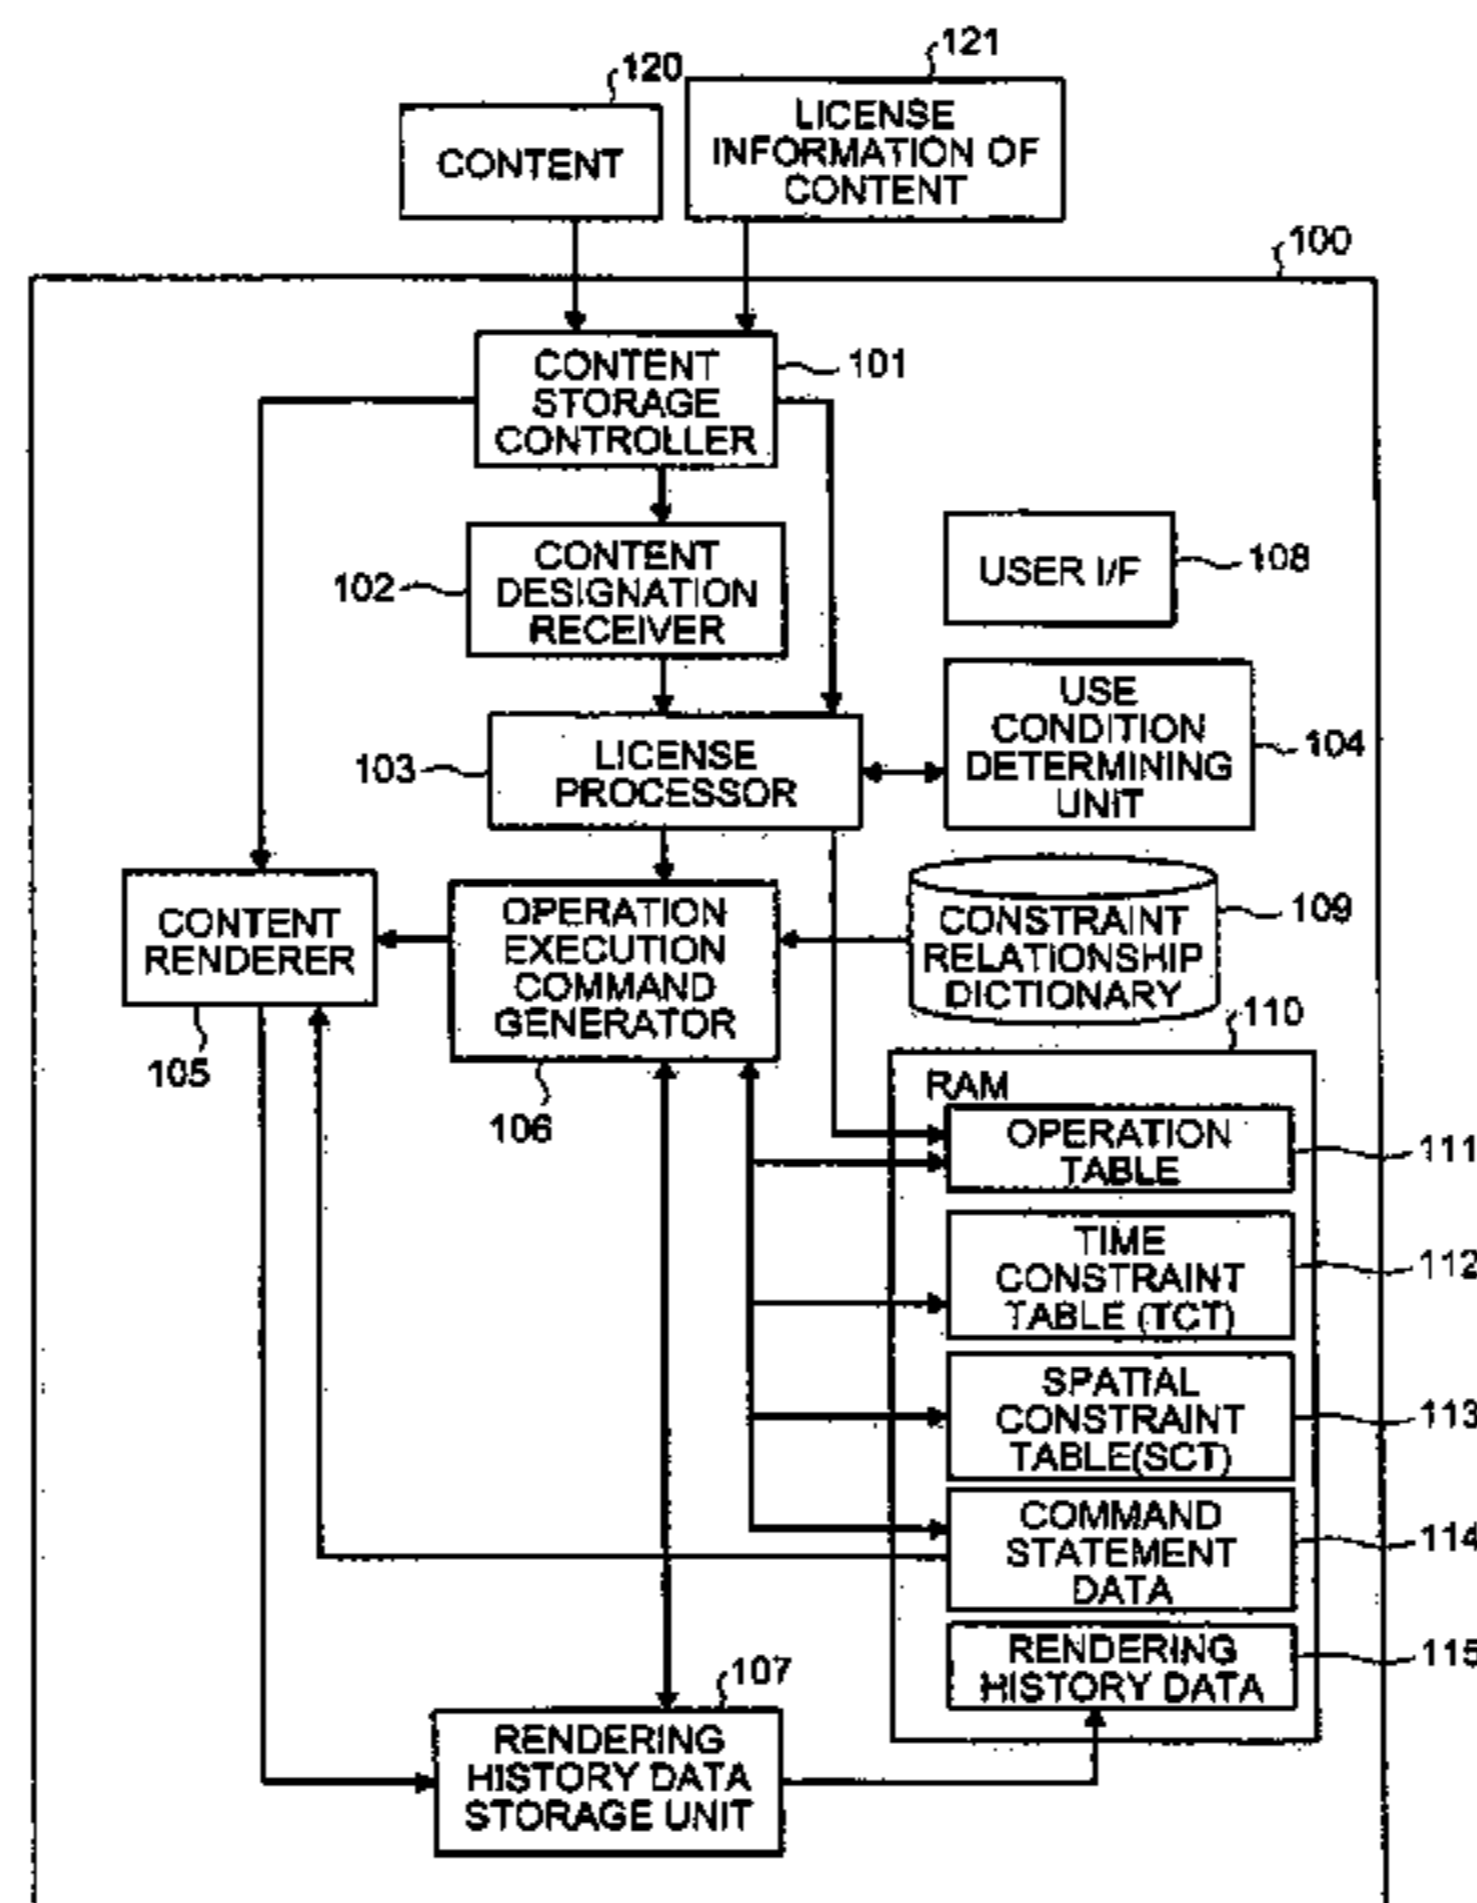 120
121
CONTENT
LICENSE
INFORMATION OF
CONTENT
100
CONTENT
STORAGE
CONTROLLER
101
CONTENT
DESIGNATION
RECEIVER
102
USER I/F
108
LICENSE
PROCESSOR
103
USE
CONDITION
DETERMINING
UNIT
104
CONTENT
RENDERER
105
OPERATION
EXECUTION
COMMAND
GENERATOR
106
CONSTRAINT
RELATIONSHIP
DICTIONARY
109
110
RAM
OPERATION
TABLE
111
TIME
CONSTRAINT
TABLE (TCT)
112
SPATIAL
CONSTRAINT
TABLE(SCT)
113
COMMAND
STATEMENT
DATA
114
RENDERING
HISTORY DATA
115
107
RENDERING
HISTORY DATA
STORAGE UNIT